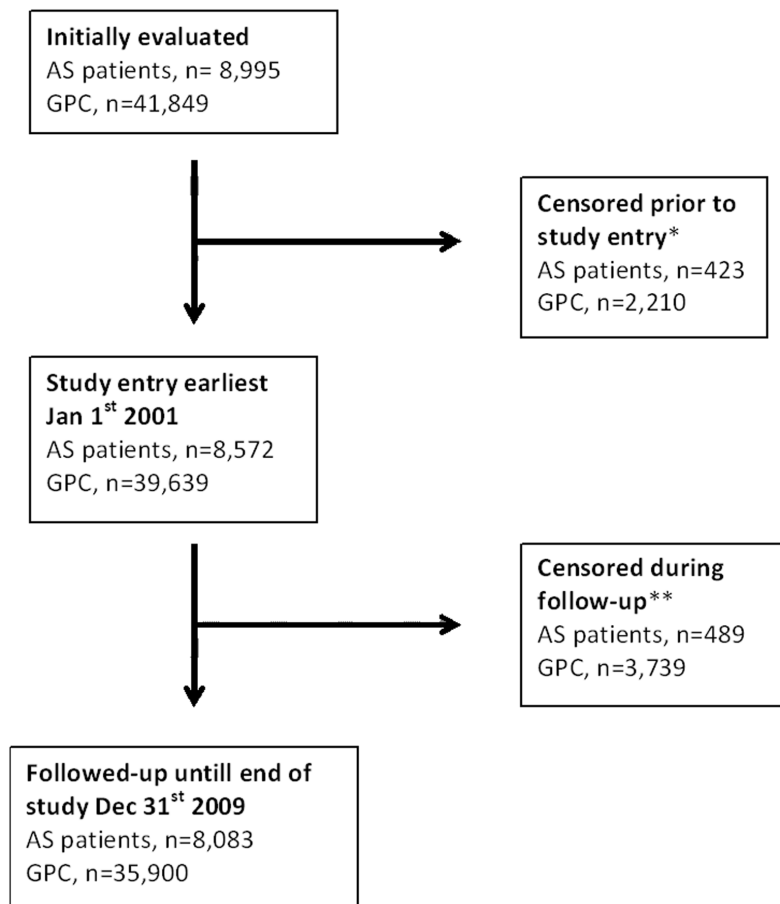 Initially evaluated
AS patients, n= 8,995
GPC, n=41,849
Censored prior to
study entry*
AS patients, n=423
GPC, n=2,210
Study entry earliest
Jan 1st 2001
AS patients, n=8,572
GPC, n=39,639
Censored during
follow-up**
AS patients, n=489
GPC, n=3,739
Followed-up untill end of
study Dec 31st 2009
AS patients, n=8,083
GPC, n=35,900